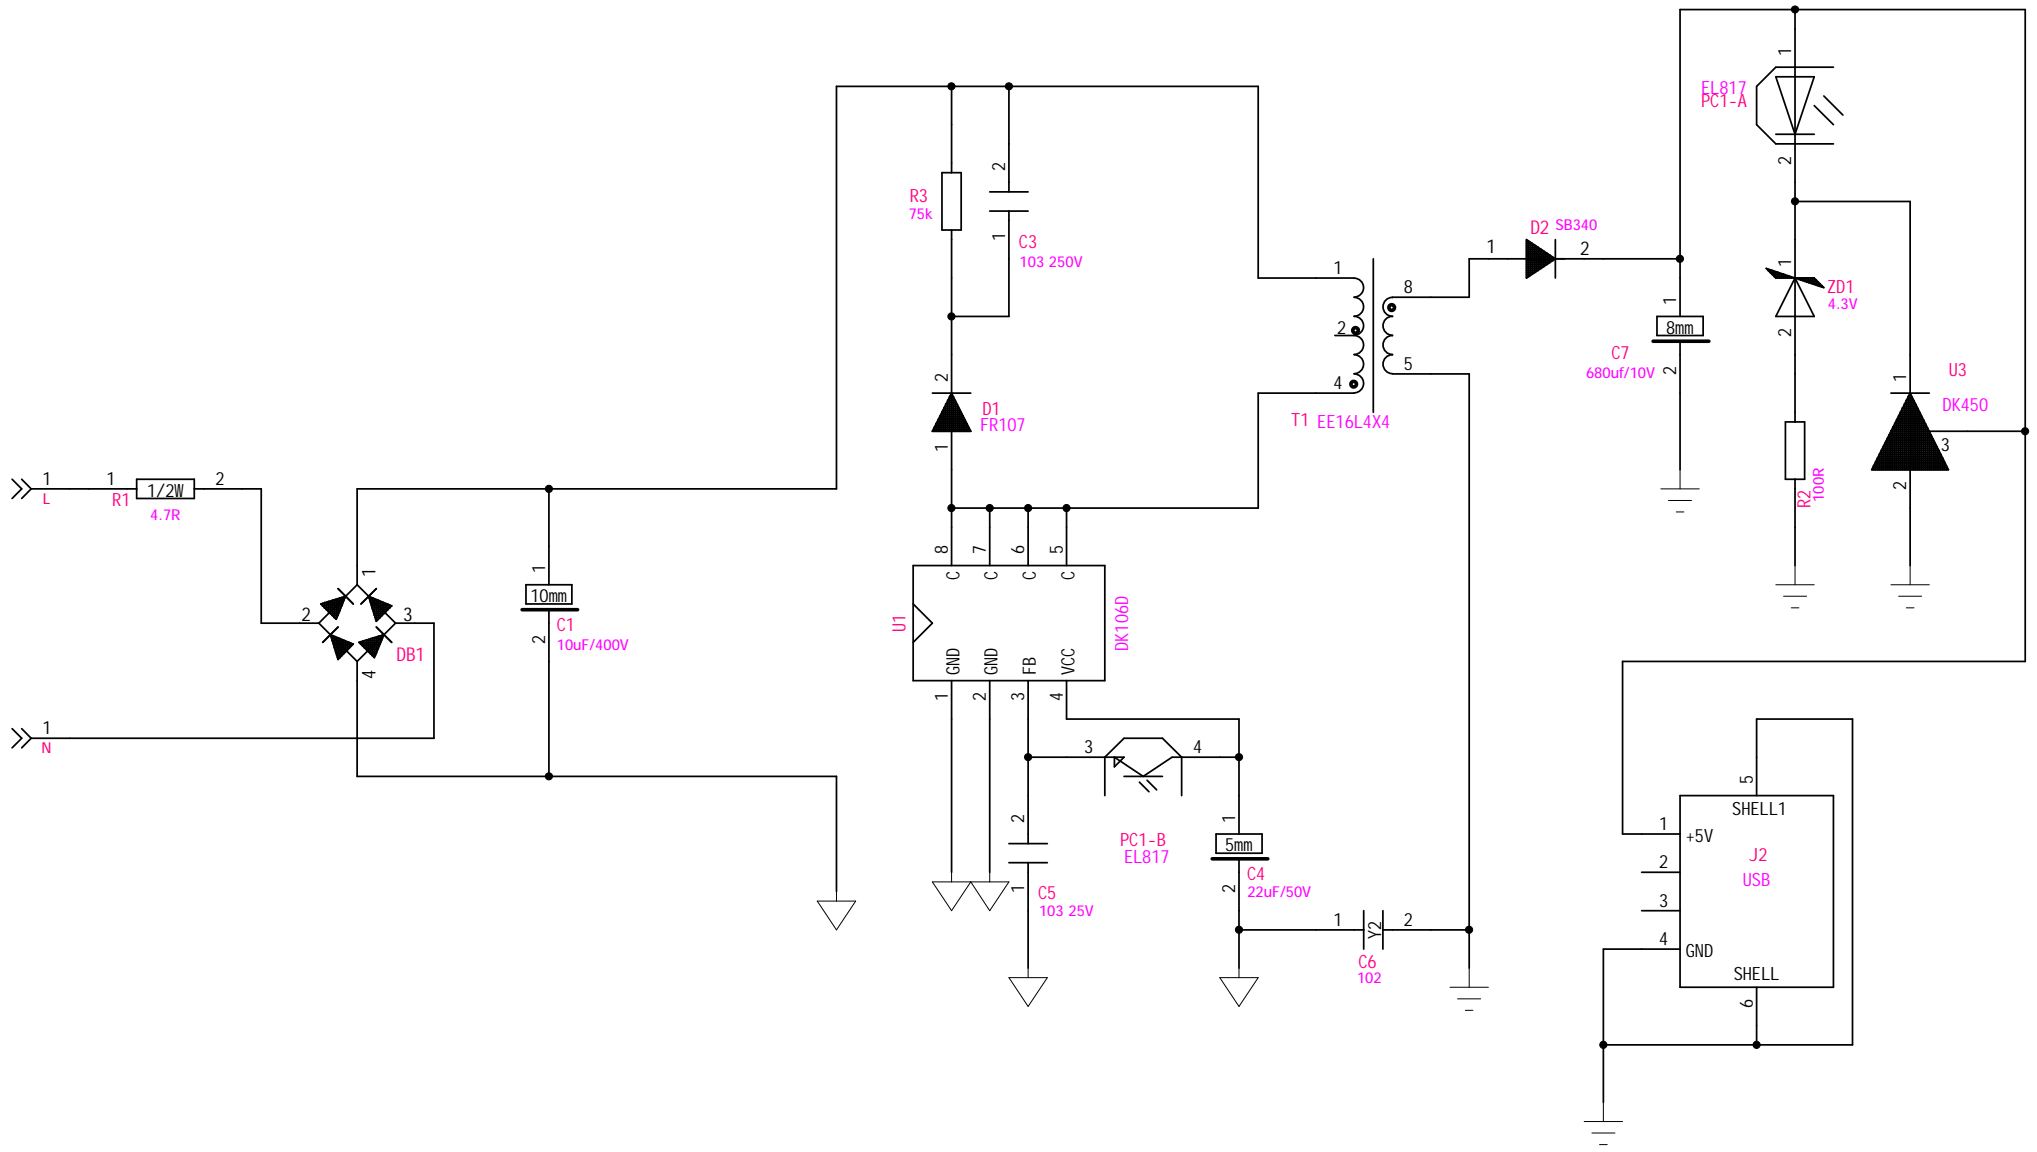 1
L
1
R1
1/2W
2
4.7R
1
N
1
2
3
4
DB1
1
10mm
2
C1
10uF/400V
R3
75k
2
1
C3
103 250V
2
D1
FR107
1
8
7
6
5
C
C
C
C
U1
DK106D
GND
GND
FB
VCC
1
2
3
4
3
4
PC1-B
EL817
2
1
C5
103 25V
1
5mm
2
C4
22uF/50V
1
Y2
2
C6
102
1
2
4
8
5
T1 EE16L4X4
1
D2 SB340
2
1
8mm
2
C7
680uf/10V
1
EL817
PC1-A
2
1
ZD1
4.3V
2
R2
100R
1
U3
DK450
3
2
5
SHELL1
1
+5V
2
J2
USB
3
4
GND
SHELL
6